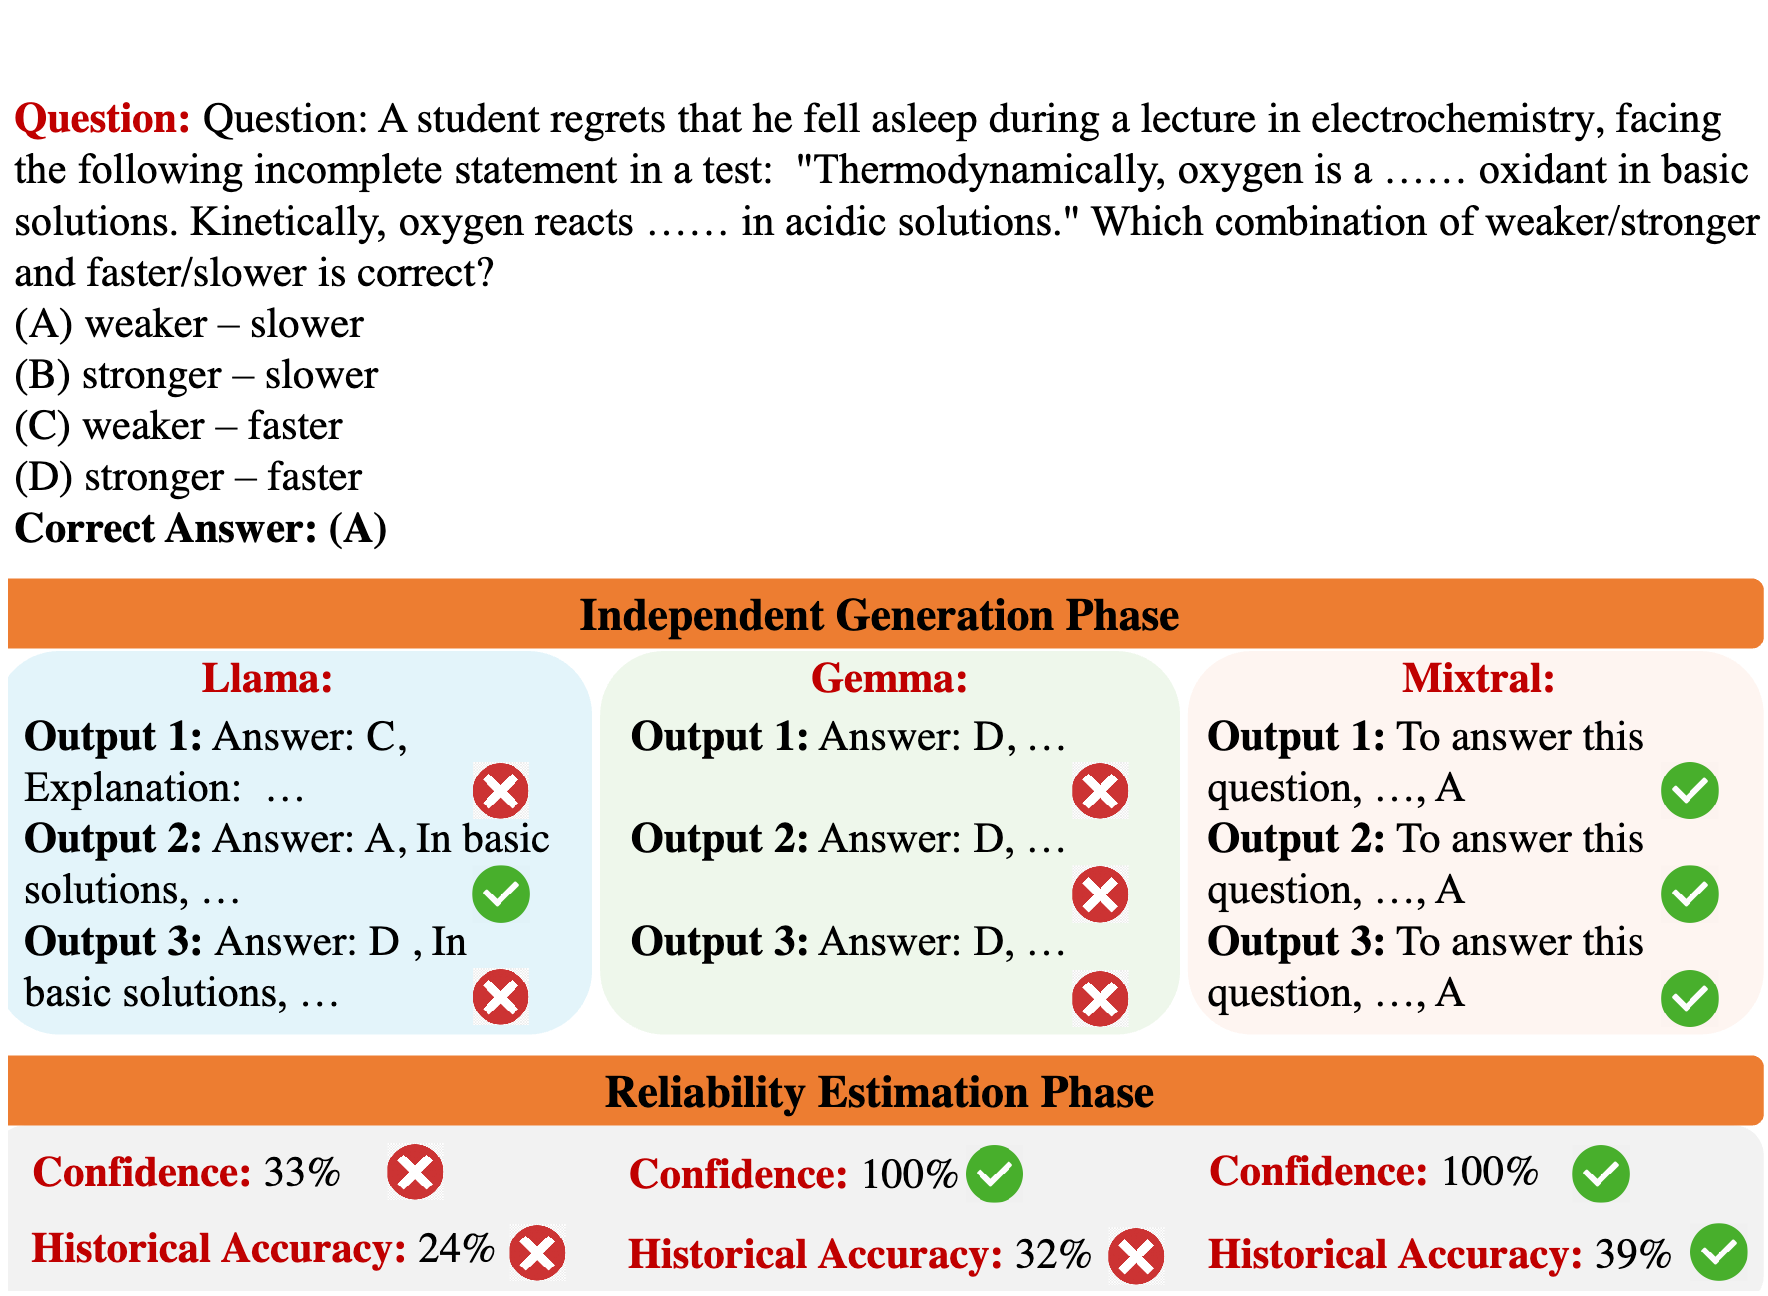 Question: Question: A student regrets that he fell asleep during a lecture in electrochemistry, facing
the following incomplete statement in a test:  "Thermodynamically, oxygen is a …… oxidant in basic
solutions. Kinetically, oxygen reacts …… in acidic solutions." Which combination of weaker/stronger
and faster/slower is correct?
(A) weaker – slower
(B) stronger – slower
(C) weaker – faster
(D) stronger – faster
Correct Answer: (A)
Independent Generation Phase
Llama:
Output 1: Answer: C,
Explanation:  …
Output 2: Answer: A, In basic
solutions, …
Output 3: Answer: D , In
basic solutions, …
Gemma:
Output 1: Answer: D, …
Output 2: Answer: D, …
Output 3: Answer: D, …
Mixtral:
Output 1: To answer this
question, …, A
Output 2: To answer this
question, …, A
Output 3: To answer this
question, …, A
Reliability Estimation Phase
Confidence: 33%
Historical Accuracy: 24%
Confidence: 100%
Historical Accuracy: 32%
Confidence: 100%
Historical Accuracy: 39%